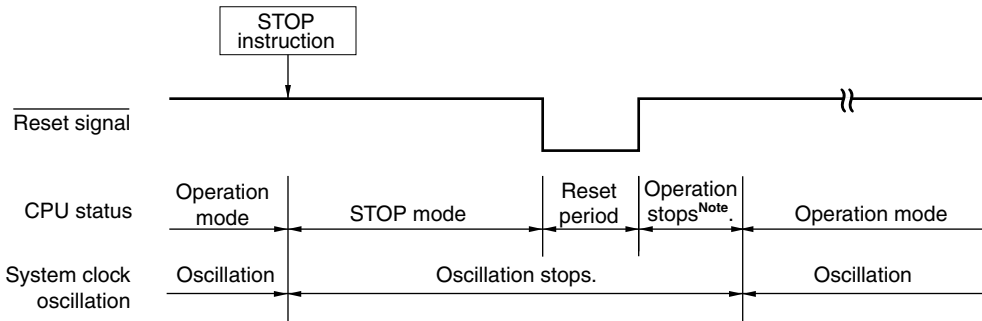 STOP
instruction
Reset signal
CPU status
Operation
mode
STOP mode
Reset
period
Operation
stopsNote.
Operation mode
System clock
oscillation
Oscillation
Oscillation stops.
Oscillation